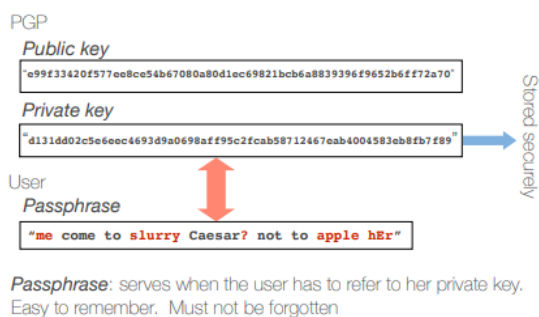 PGP
Public key
"e99f33420f577ee8ce54b67080a80d1ec69821bcb6a8839396f9652b6ff72a70"
Private key
"d131dd02c5e6eec4693d9a0698aff95c2fcab58712467eab4004583eb8fb7f89"
Stored securely
User
Passphrase
"me come to slurry Caesar? not to apple hEr"
Passphrase: serves when the user has to refer to her private key.
Easy to remember. Must not be forgotten